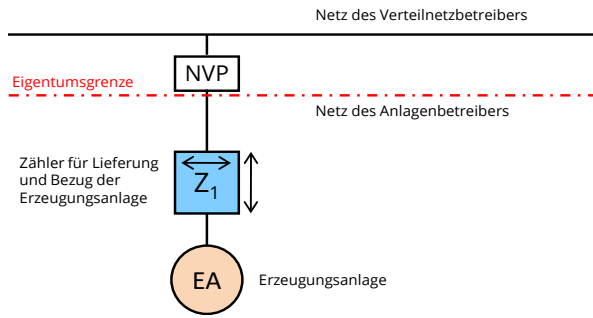 Netz des Verteilnetzbetreibers
NVP
Eigentumsgrenze
Netz des Anlagenbetreibers
Zähler für Lieferung
und Bezug der
Erzeugungsanlage
Z₁
EA
Erzeugungsanlage